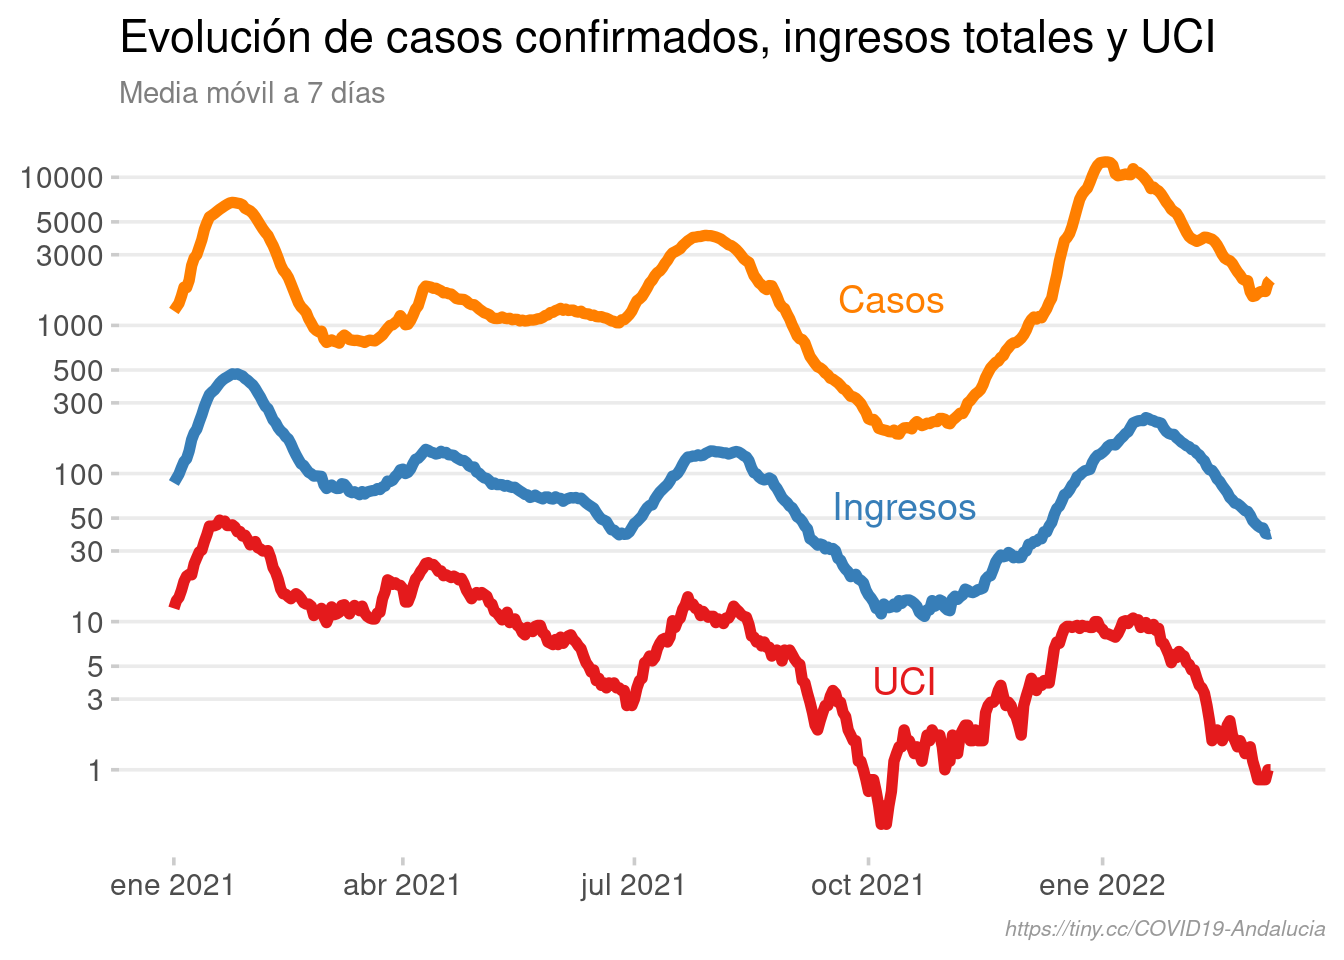 Evolución de casos confirmados, ingresos totales y UCI
Media móvil a 7 días
10000
5000
3000
1000
500
300
100
50
30
10
5
3
1
Casos
Ingresos
UCI
ene 2021
abr 2021
jul 2021
oct 2021
ene 2022
https://tiny.cc/COVID19-Andalucia